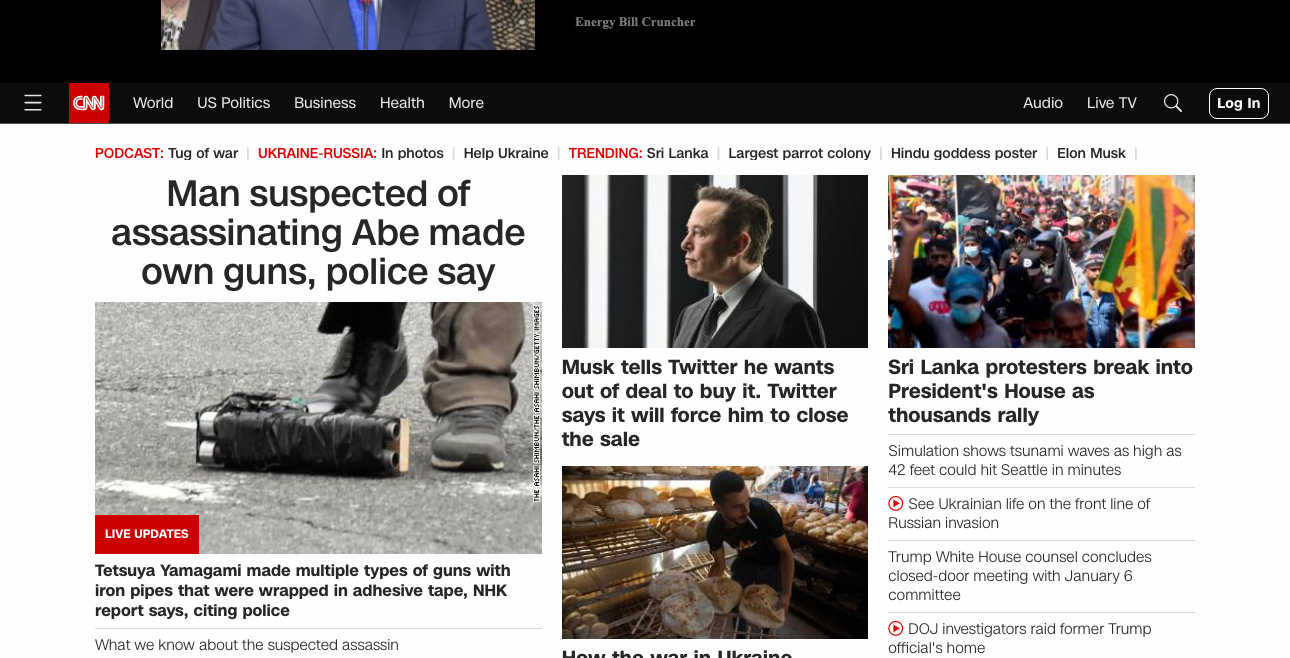 Energy Bill Cruncher
CNN World US Politics Business Health More Audio Live TV Log In
PODCAST: Tug of war | UKRAINE-RUSSIA: In photos | Help Ukraine | TRENDING: Sri Lanka | Largest parrot colony | Hindu goddess poster | Elon Musk |
Man suspected of
assassinating Abe made
own guns, police say
THE ASAHI SHIMBUN/THE ASAHI SHIMBUN/GETTY IMAGES
LIVE UPDATES
Tetsuya Yamagami made multiple types of guns with
iron pipes that were wrapped in adhesive tape, NHK
report says, citing police
What we know about the suspected assassin
Musk tells Twitter he wants
out of deal to buy it. Twitter
says it will force him to close
the sale
How the war in Ukraine
Sri Lanka protesters break into
President's House as
thousands rally
Simulation shows tsunami waves as high as
42 feet could hit Seattle in minutes
See Ukrainian life on the front line of
Russian invasion
Trump White House counsel concludes
closed-door meeting with January 6
committee
DOJ investigators raid former Trump
official's home